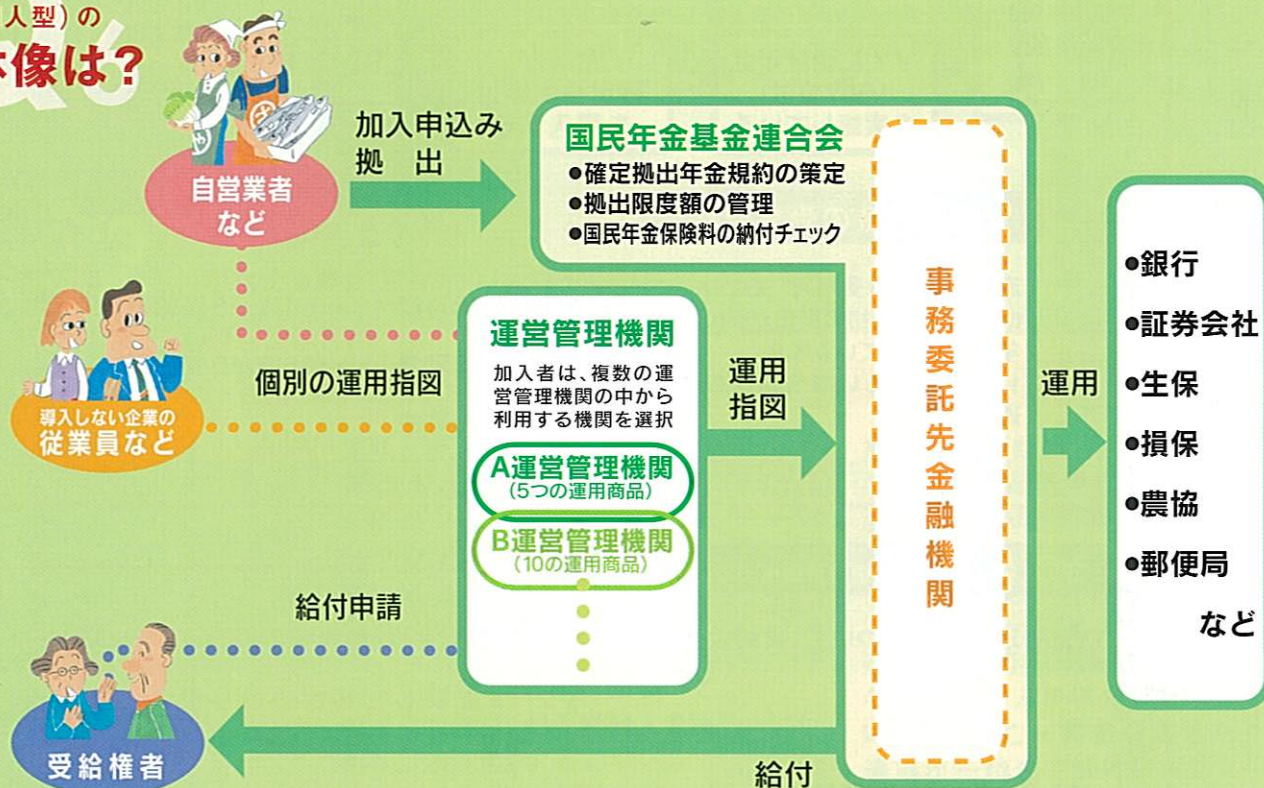 人型)の
体像は?
自営業者
など
加入申込み
拠 出
国民年金基金連合会
●確定拠出年金規約の策定
●拠出限度額の管理
●国民年金保険料の納付チェック
事務委託先金融機関
導入しない企業の
従業員など
個別の運用指図
運営管理機関
加入者は、複数の運
営管理機関の中から
利用する機関を選択
A運営管理機関
(5つの運用商品)
B運営管理機関
(10の運用商品)
運用
指図
運用
●銀行
●証券会社
●生保
●損保
●農協
●郵便局
など
給付申請
受給権者
給付